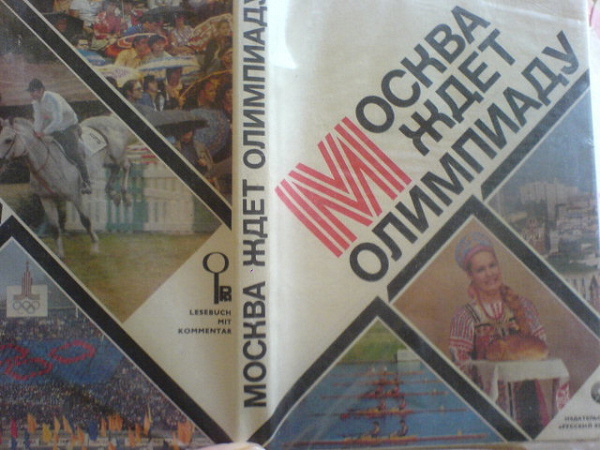 LESEBUCH
MIT
KOMMENTAR
МОСКВА ЖДЕТ ОЛИМПИАДУ
МОСКВА
ЖДЕТ
ОЛИМПИАДУ